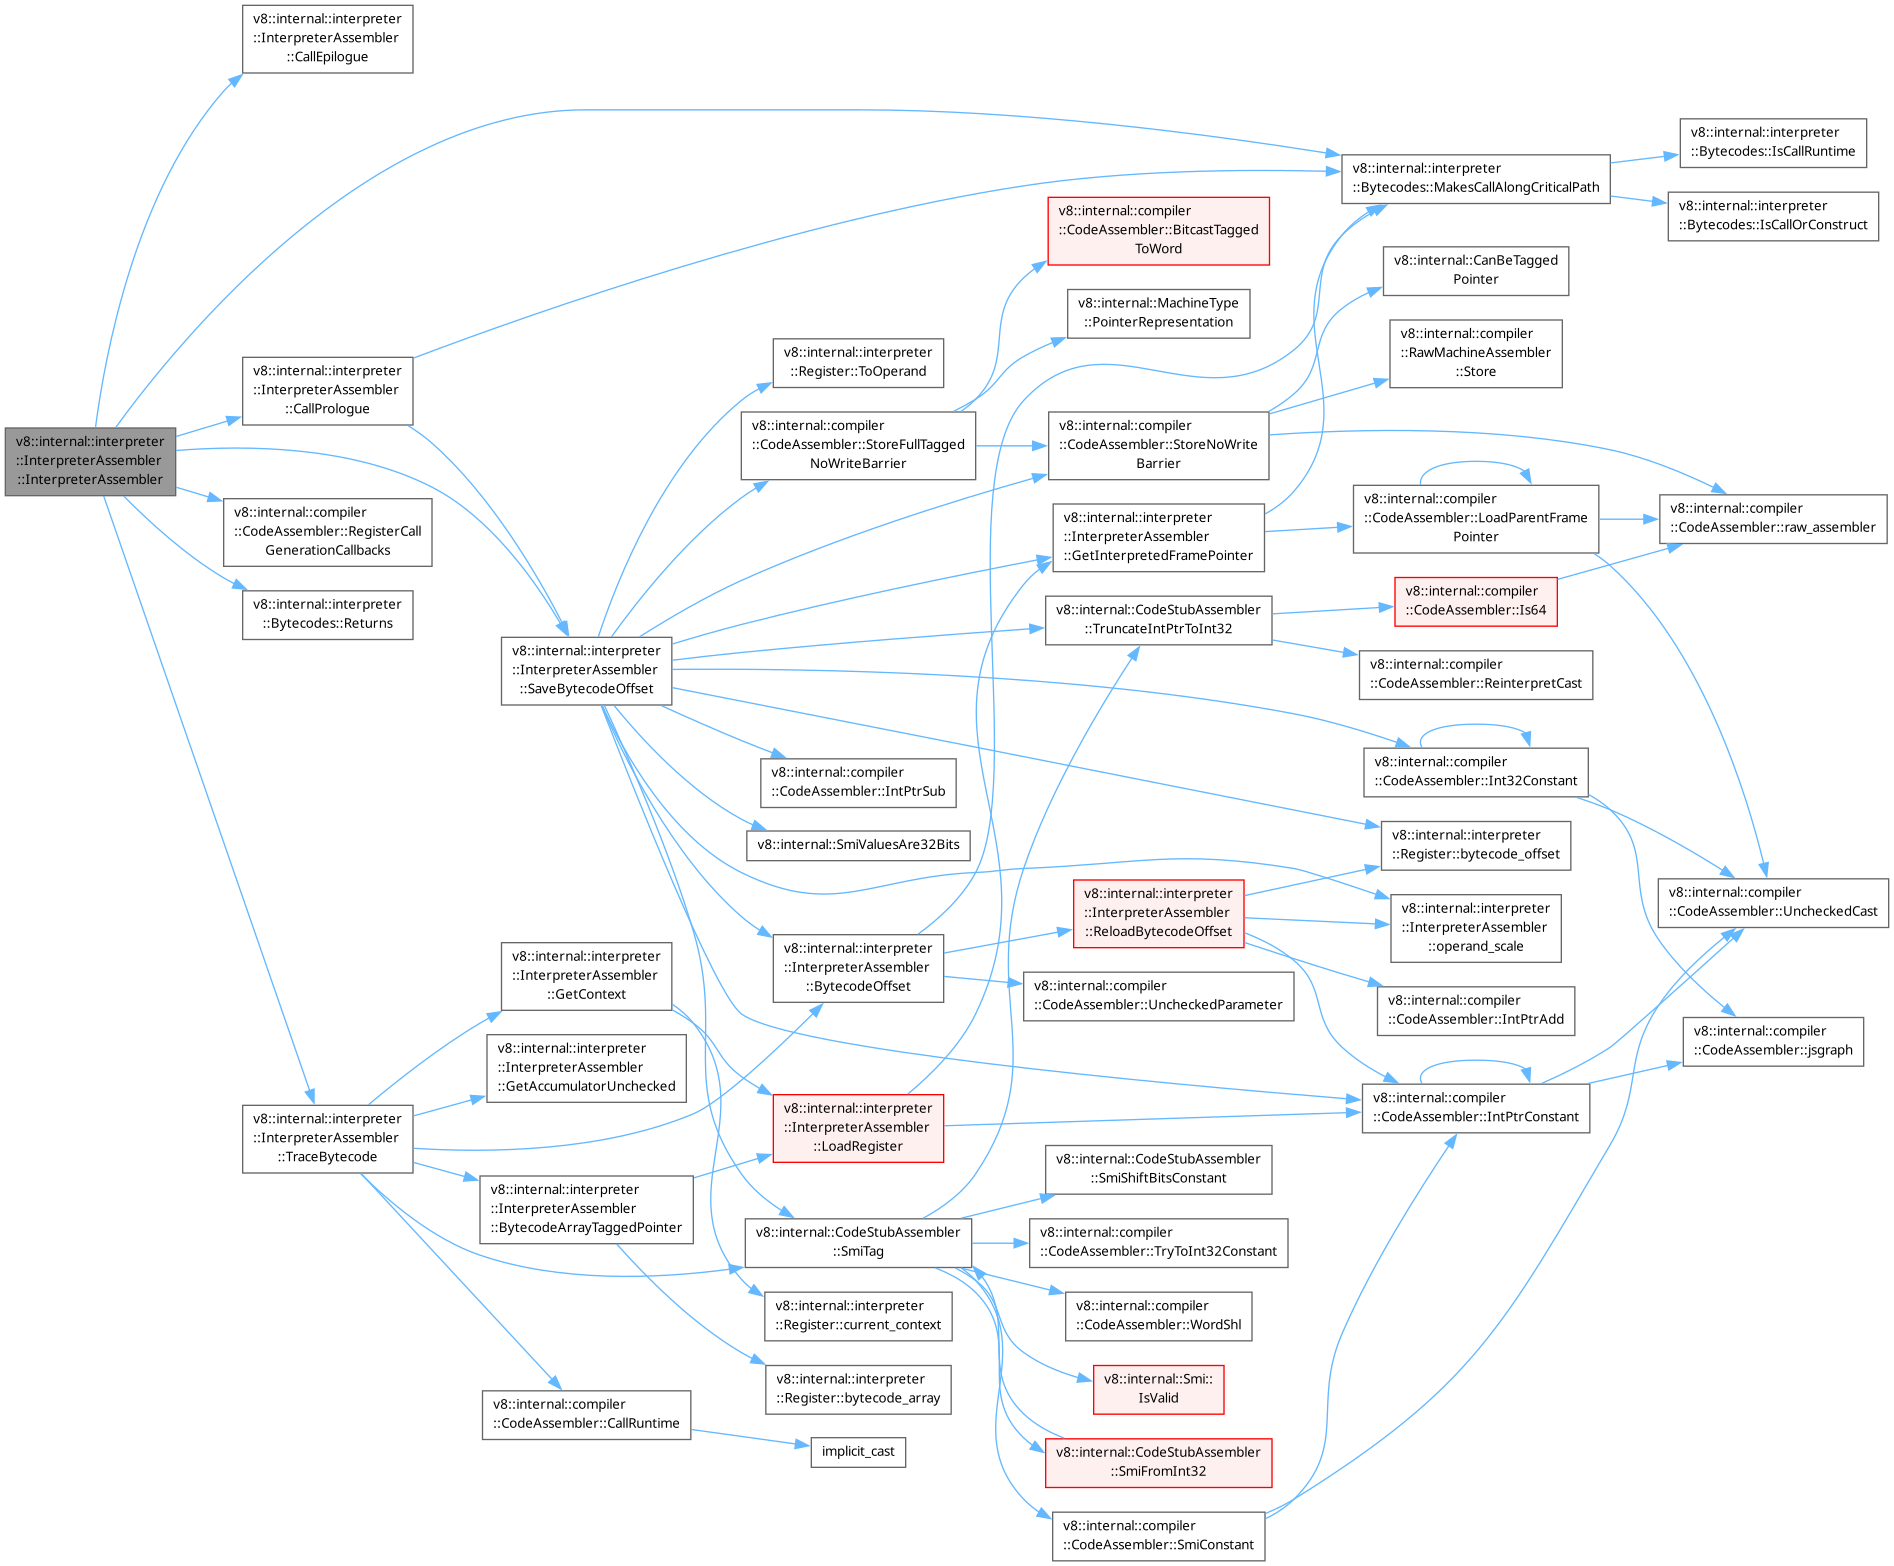 v8::internal::interpreter
::InterpreterAssembler
::InterpreterAssembler
v8::internal::interpreter
::InterpreterAssembler
::CallEpilogue
v8::internal::interpreter
::InterpreterAssembler
::CallPrologue
v8::internal::compiler
::CodeAssembler::RegisterCall
GenerationCallbacks
v8::internal::interpreter
::Bytecodes::Returns
v8::internal::interpreter
::InterpreterAssembler
::TraceBytecode
v8::internal::interpreter
::InterpreterAssembler
::SaveBytecodeOffset
v8::internal::interpreter
::InterpreterAssembler
::GetContext
v8::internal::interpreter
::InterpreterAssembler
::GetAccumulatorUnchecked
v8::internal::interpreter
::InterpreterAssembler
::BytecodeArrayTaggedPointer
v8::internal::compiler
::CodeAssembler::CallRuntime
v8::internal::interpreter
::Register::ToOperand
v8::internal::compiler
::CodeAssembler::StoreFullTagged
NoWriteBarrier
v8::internal::compiler
::CodeAssembler::IntPtrSub
v8::internal::SmiValuesAre32Bits
v8::internal::interpreter
::InterpreterAssembler
::BytecodeOffset
v8::internal::interpreter
::InterpreterAssembler
::LoadRegister
v8::internal::CodeStubAssembler
::SmiTag
v8::internal::interpreter
::Register::current_context
v8::internal::interpreter
::Register::bytecode_array
implicit_cast
v8::internal::compiler
::CodeAssembler::BitcastTagged
ToWord
v8::internal::MachineType
::PointerRepresentation
v8::internal::compiler
::CodeAssembler::StoreNoWrite
Barrier
v8::internal::interpreter
::InterpreterAssembler
::GetInterpretedFramePointer
v8::internal::CodeStubAssembler
::TruncateIntPtrToInt32
v8::internal::interpreter
::InterpreterAssembler
::ReloadBytecodeOffset
v8::internal::compiler
::CodeAssembler::UncheckedParameter
v8::internal::CodeStubAssembler
::SmiShiftBitsConstant
v8::internal::compiler
::CodeAssembler::TryToInt32Constant
v8::internal::compiler
::CodeAssembler::WordShl
v8::internal::Smi::
IsValid
v8::internal::CodeStubAssembler
::SmiFromInt32
v8::internal::compiler
::CodeAssembler::SmiConstant
v8::internal::interpreter
::Bytecodes::MakesCallAlongCriticalPath
v8::internal::CanBeTagged
Pointer
v8::internal::compiler
::RawMachineAssembler
::Store
v8::internal::compiler
::CodeAssembler::LoadParentFrame
Pointer
v8::internal::compiler
::CodeAssembler::Is64
v8::internal::compiler
::CodeAssembler::ReinterpretCast
v8::internal::compiler
::CodeAssembler::Int32Constant
v8::internal::interpreter
::Register::bytecode_offset
v8::internal::interpreter
::InterpreterAssembler
::operand_scale
v8::internal::compiler
::CodeAssembler::IntPtrAdd
v8::internal::compiler
::CodeAssembler::IntPtrConstant
v8::internal::interpreter
::Bytecodes::IsCallRuntime
v8::internal::interpreter
::Bytecodes::IsCallOrConstruct
v8::internal::compiler
::CodeAssembler::raw_assembler
v8::internal::compiler
::CodeAssembler::UncheckedCast
v8::internal::compiler
::CodeAssembler::jsgraph